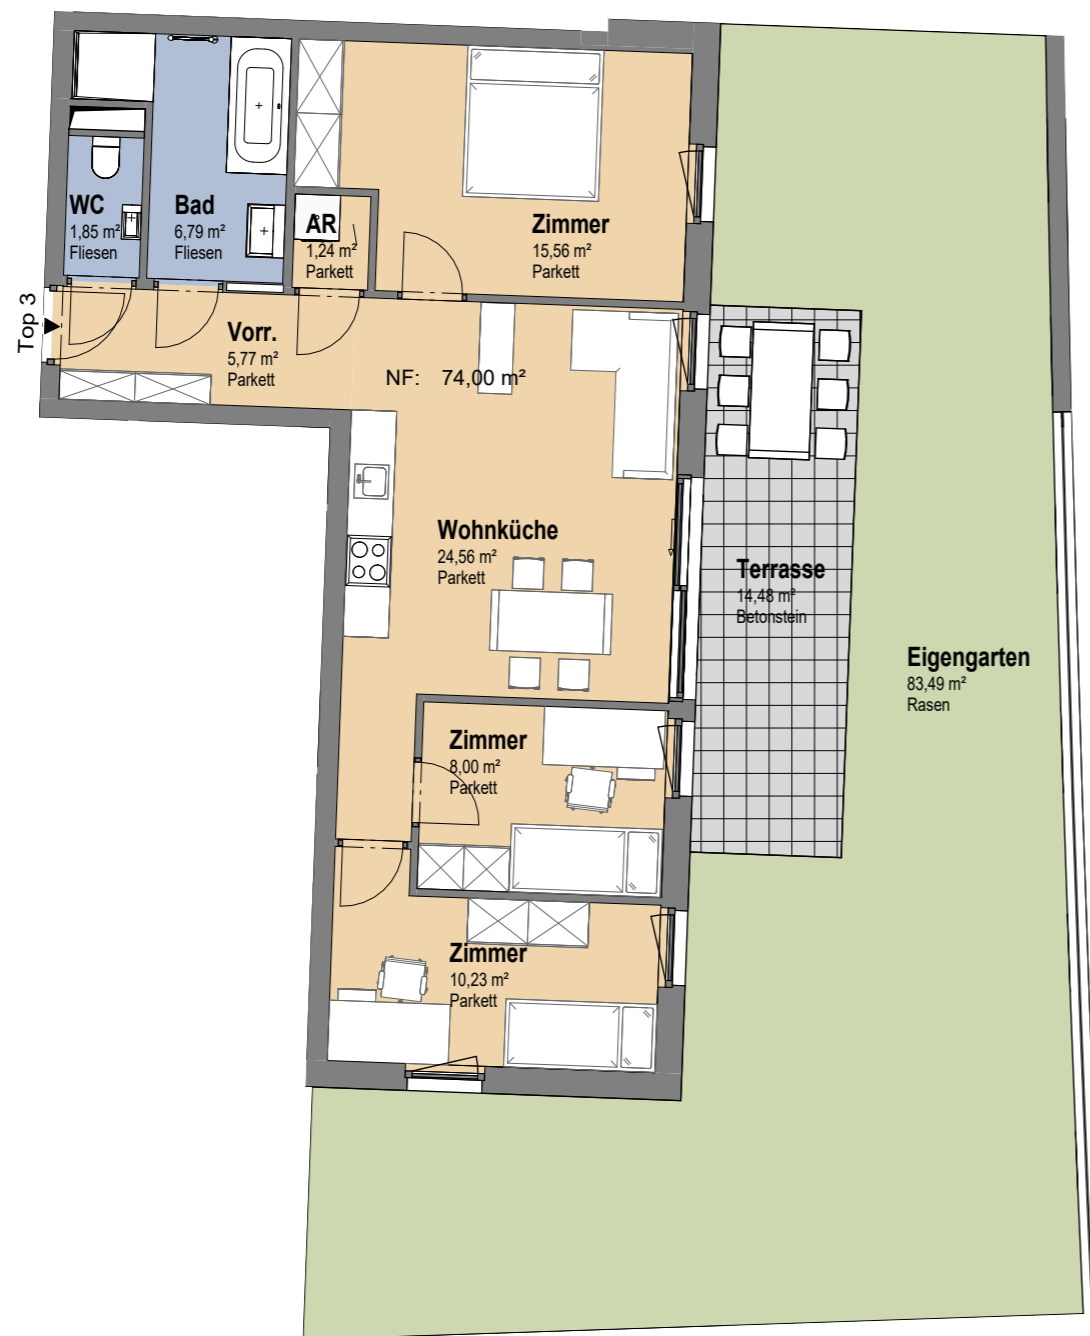 WC
1,85 m²
Fliesen
Bad
6,79 m²
Fliesen
AR
1,24 m²
Parkett
Zimmer
15,56 m²
Parkett
Top 3
Vorr.
5,77 m²
Parkett
NF: 74,00 m²
Wohnküche
24,56 m²
Parkett
Terrasse
14,48 m²
Betonstein
Eigengarten
83,49 m²
Rasen
Zimmer
8,00 m²
Parkett
Zimmer
10,23 m²
Parkett